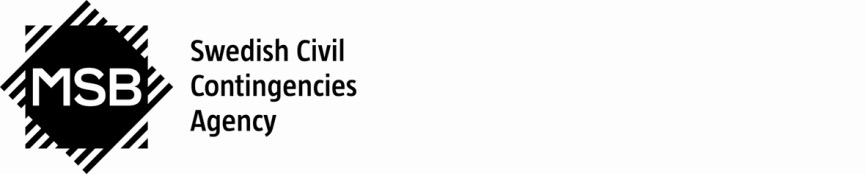 MSB
Swedish Civil
Contingencies
Agency